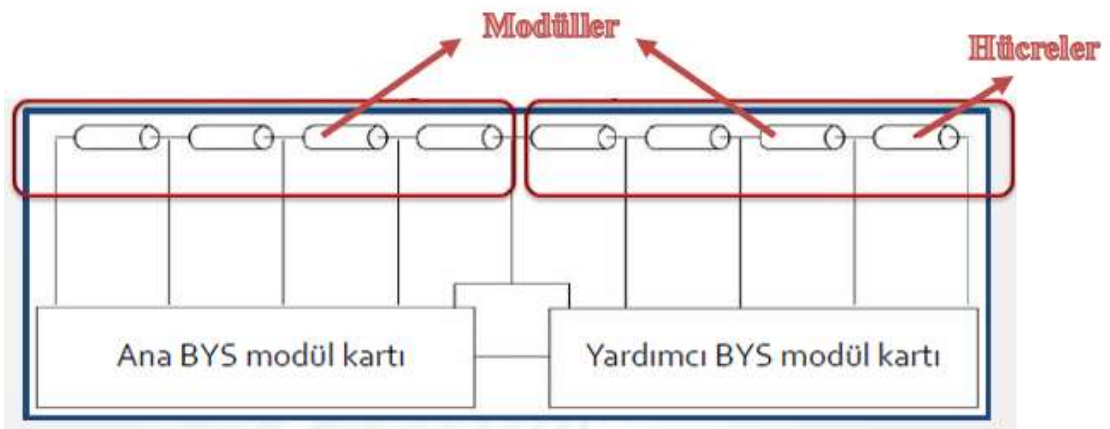 Modüller
Hücreler
Ana BYS modül kartı
Yardımcı BYS modül kartı